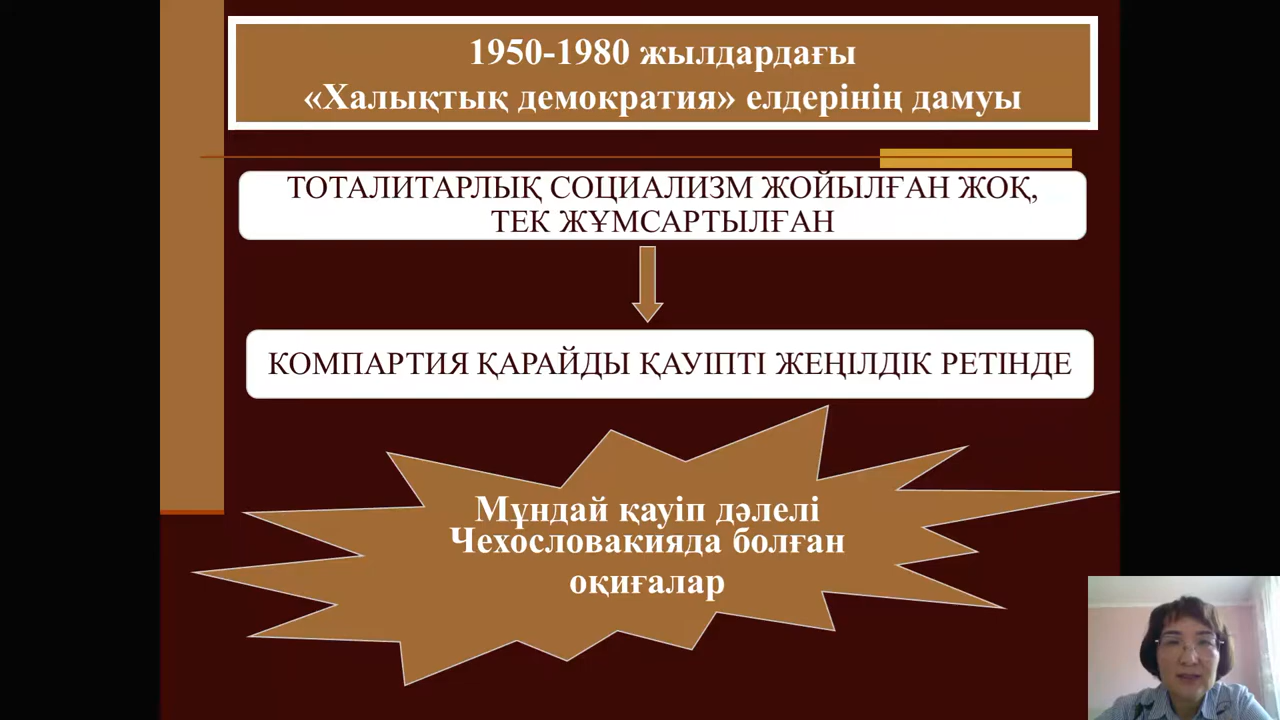 1950-1980 жылдардағы
«Халықтық демократия» елдерінің дамуы
ТОТАЛИТАРЛЫҚ СОЦИАЛИЗМ ЖОЙЫЛҒАН ЖОҚ,
ТЕК ЖҰМСАРТЫЛҒАН
КОМПАРТИЯ ҚАРАЙДЫ ҚАУІПТІ ЖЕҢІЛДІК РЕТІНДЕ
Мұндай қауіп дәлелі
Чехословакияда болған
оқиғалар